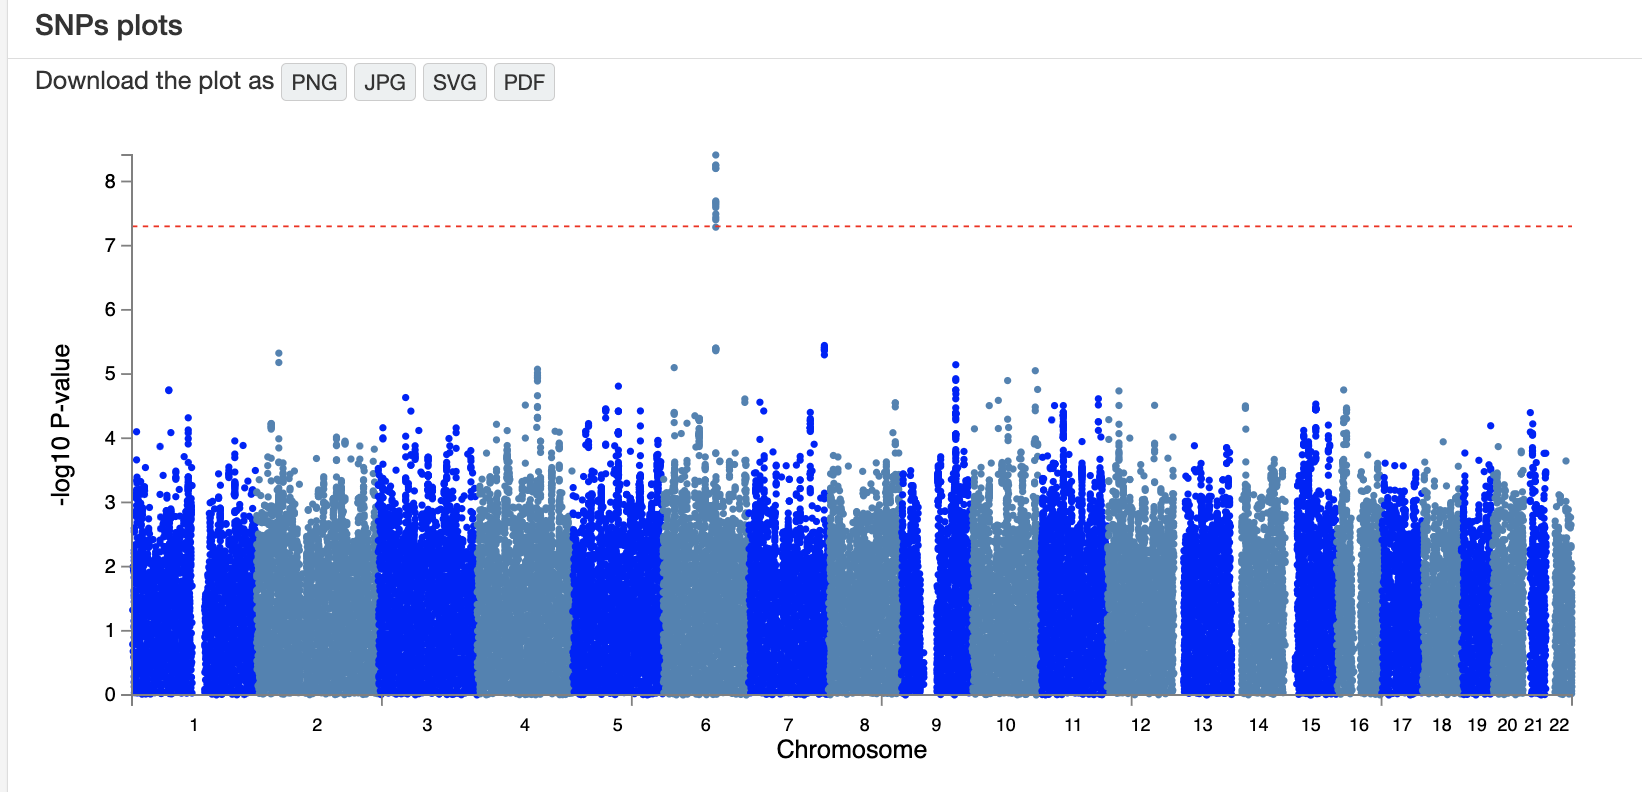 SNPs plots
Download the plot as PNG JPG SVG PDF
8
7
6
5
4
3
2
1
0
-log10 P-value
1 2 3 4 5 6 7 8 9 10 11 12 13 14 15 16 17 18 19 20 21 22
Chromosome